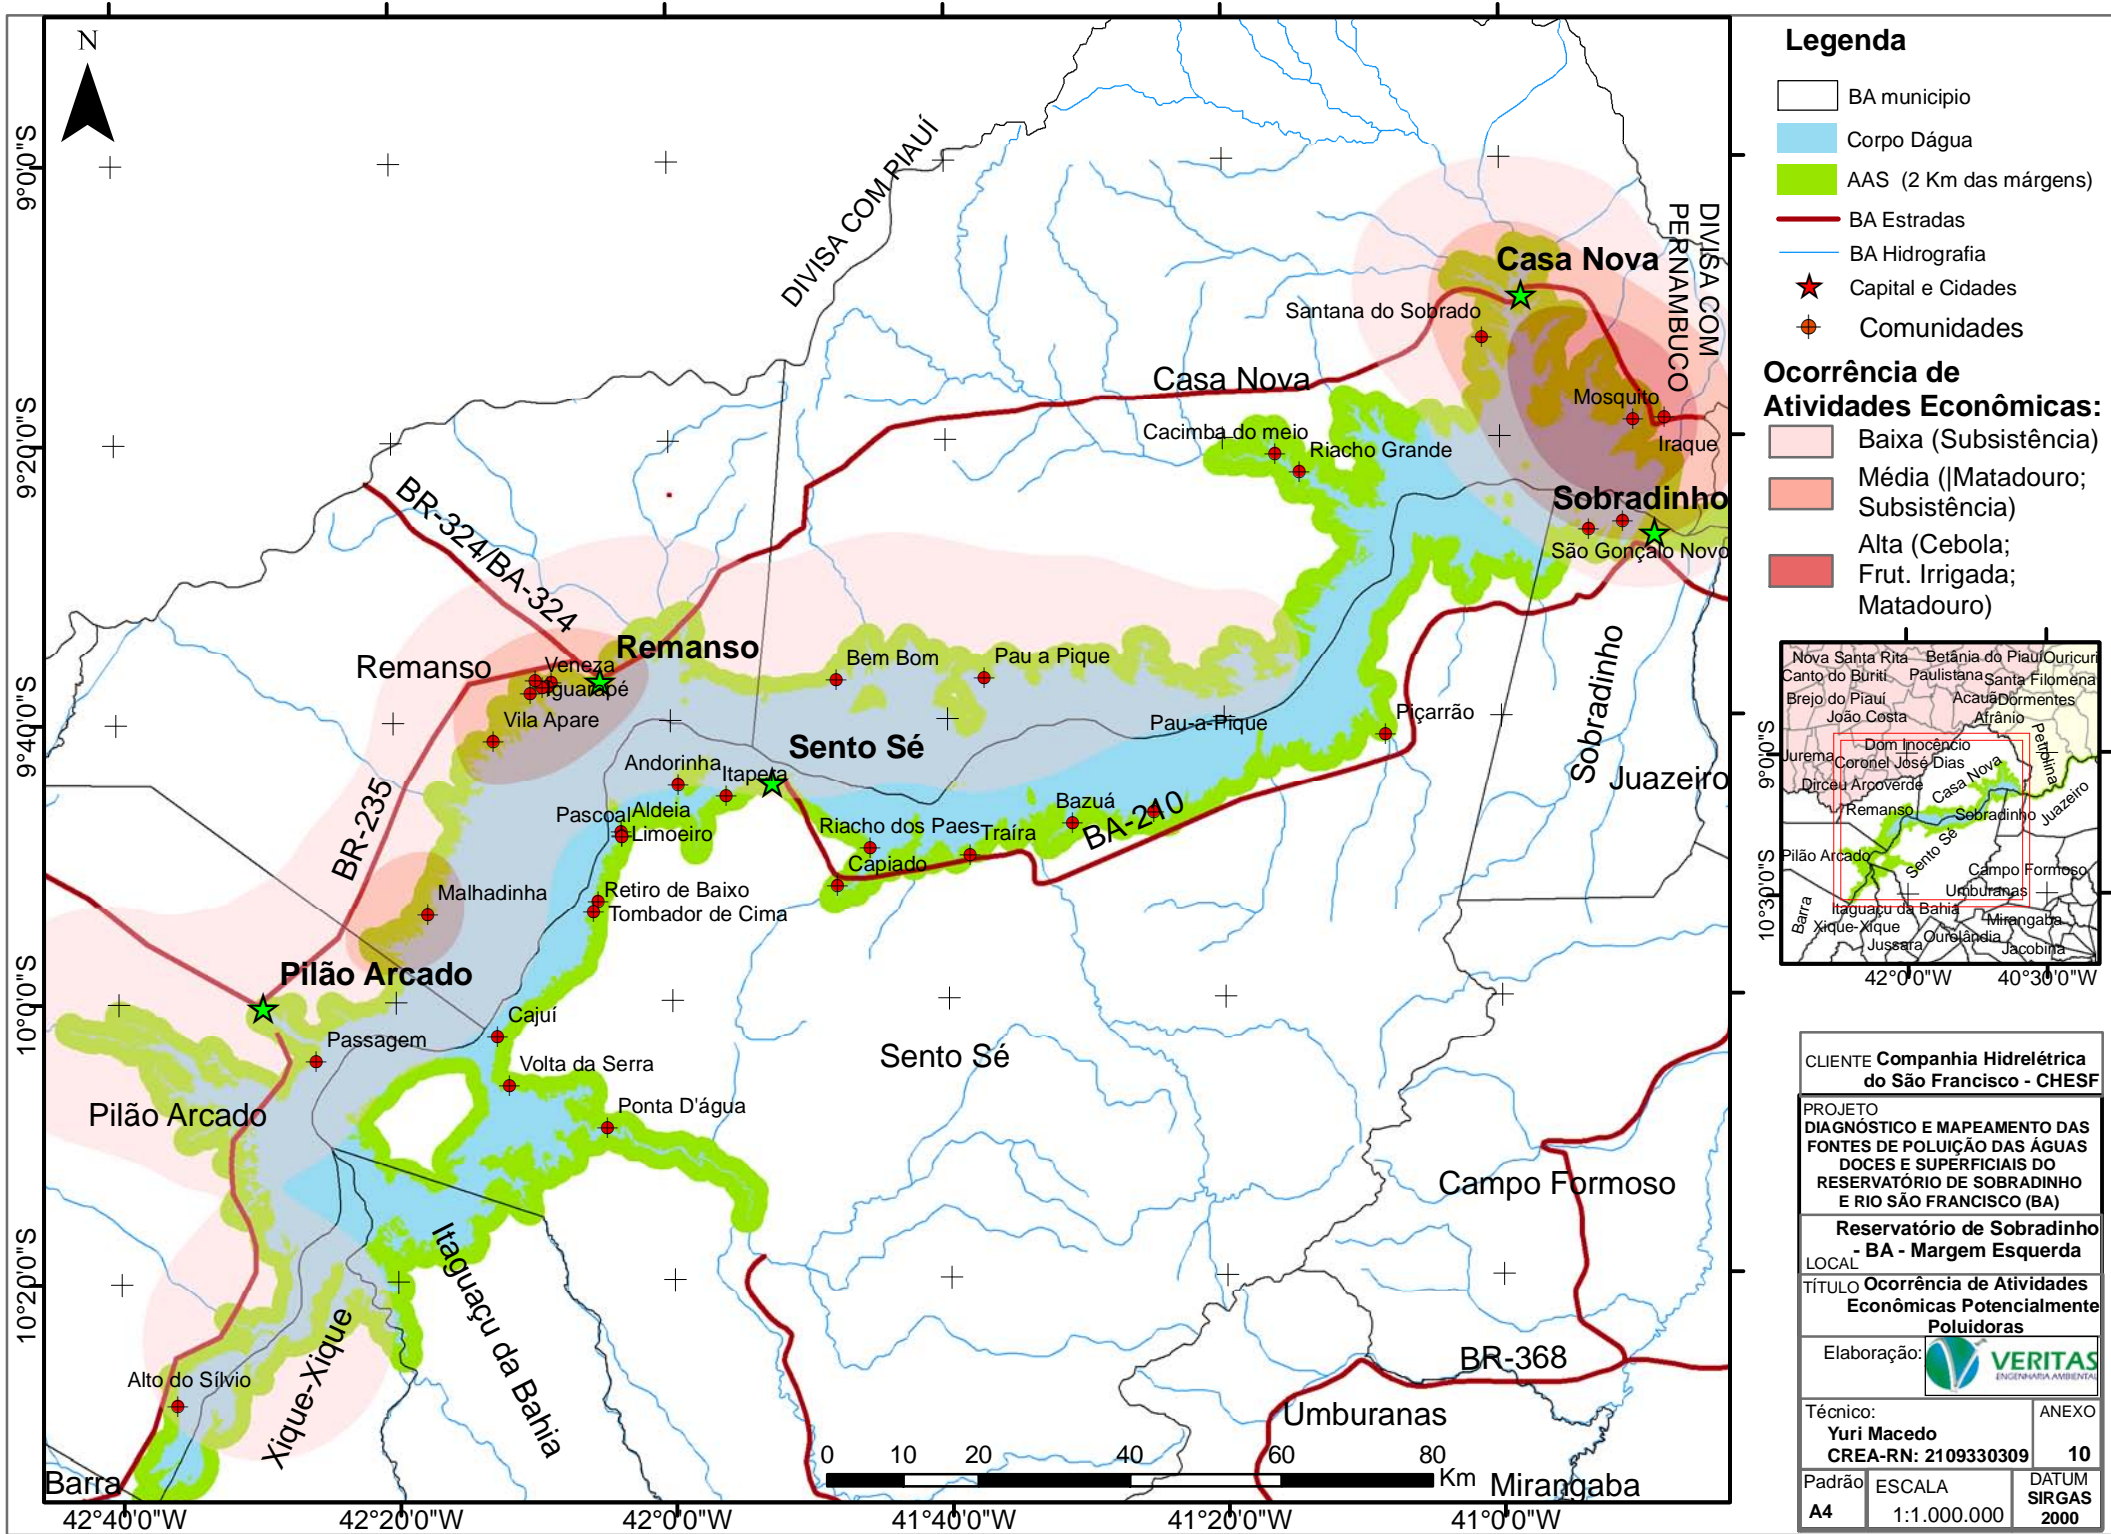 N
DIVISA COM PIAUÍ
DIVISA COM
PERNAMBUCO
Casa Nova
Santana do Sobrado
Casa Nova
Mosquito
Iraque
Cacimba do meio
Riacho Grande
Sobradinho
São Gonçalo Novo
BR-324/BA-324
Remanso
Remanso
Veneza
Iguarapé
Vila Apare
Bem Bom
Pau a Pique
Pau-a-Pique
Piçarrão
Sobradinho
Juazeiro
Sento Sé
Andorinha
Itapera
Pascoal
Aldeia
Limoeiro
Riacho dos Paes
Traíra
Bazuá
BA-210
Capiado
BR-235
Malhadinha
Retiro de Baixo
Tombador de Cima
Pilão Arcado
Passagem
Cajuí
Volta da Serra
Ponta D'água
Sento Sé
Pilão Arcado
Campo Formoso
Itaguaçu da Bahia
Xique-Xique
Alto do Sílvio
BR-368
Umburanas
Barra
Mirangaba
0 10 20 40 60 80
Km
9°0'0"S
9°20'0"S
9°40'0"S
10°0'0"S
10°20'0"S
42°40'0"W 42°20'0"W 42°0'0"W 41°40'0"W 41°20'0"W 41°0'0"W
Legenda
BA municipio
Corpo Dágua
AAS (2 Km das márgens)
BA Estradas
BA Hidrografia
Capital e Cidades
Comunidades
Ocorrência de
Atividades Econômicas:
Baixa (Subsistência)
Média (|Matadouro;
Subsistência)
Alta (Cebola;
Frut. Irrigada;
Matadouro)
Nova Santa Rita Betânia do Piauí Ouricuri
Canto do Buriti Paulistana Santa Filomena
Brejo do Piauí Acauã Dormentes
João Costa Afrânio
Petrolina
Jurema Dom Inocêncio
Coronel José Dias
Dirceu Arcoverde Casa Nova
Remanso Sobradinho Juazeiro
Pilão Arcado Sento Sé
Campo Formoso
Umburanas
Barra Itaguaçu da Bahia
Xique-Xique Mirangaba
Jussara Ourolândia
Jacobina
9°0'0"S
10°30'0"S
42°0'0"W 40°30'0"W
CLIENTE Companhia Hidrelétrica
do São Francisco - CHESF
PROJETO
DIAGNÓSTICO E MAPEAMENTO DAS
FONTES DE POLUIÇÃO DAS ÁGUAS
DOCES E SUPERFICIAIS DO
RESERVATÓRIO DE SOBRADINHO
E RIO SÃO FRANCISCO (BA)
Reservatório de Sobradinho
- BA - Margem Esquerda
LOCAL
TÍTULO Ocorrência de Atividades
Econômicas Potencialmente
Poluidoras
Elaboração:
VERITAS
ENGENHARIA AMBIENTAL
Técnico:
Yuri Macedo
CREA-RN: 2109330309
ANEXO
10
Padrão
A4
ESCALA
1:1.000.000
DATUM
SIRGAS
2000